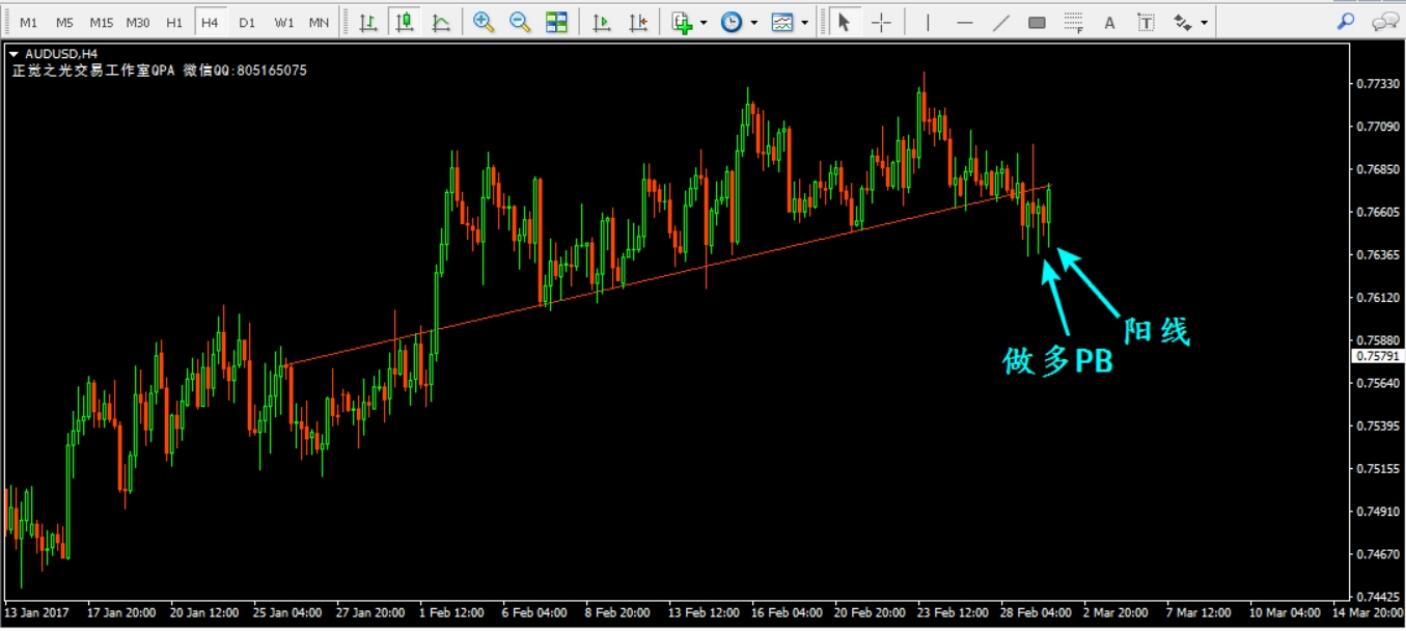 M1 M5 M15 M30 H1 H4 D1 W1 MN
A T
F
AUDUSD,H4
正觉之光交易工作室QPA 微信QQ:805165075
0.77330
0.77090
0.76850
0.76605
0.76365
0.76120
0.75880
0.75791
0.75640
0.75395
0.75155
0.74910
0.74670
0.74425
阳线
做多PB
13 Jan 2017 17 Jan 20:00 20 Jan 12:00 25 Jan 04:00 27 Jan 20:00 1 Feb 12:00 6 Feb 04:00 8 Feb 20:00 13 Feb 12:00 16 Feb 04:00 20 Feb 20:00 23 Feb 12:00 28 Feb 04:00 2 Mar 20:00 7 Mar 12:00 10 Mar 04:00 14 Mar 20:00